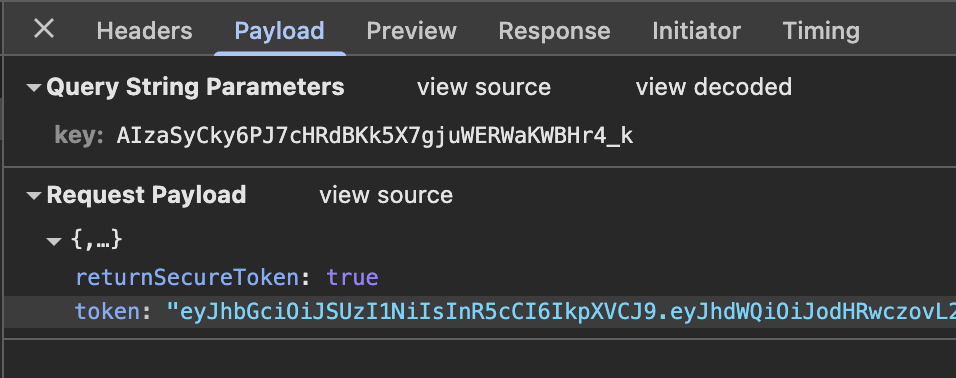 Headers Payload Preview Response Initiator Timing
Query String Parameters view source view decoded
key: AIzaSyCky6PJ7cHRdBKk5X7gjuWERWaKWBHr4_k
Request Payload view source
{,…}
returnSecureToken: true
token: "eyJhbGciOiJSUzI1NiIsInR5cCI6IkpXVCJ9.eyJhdWQiOiJodHRwczovL2